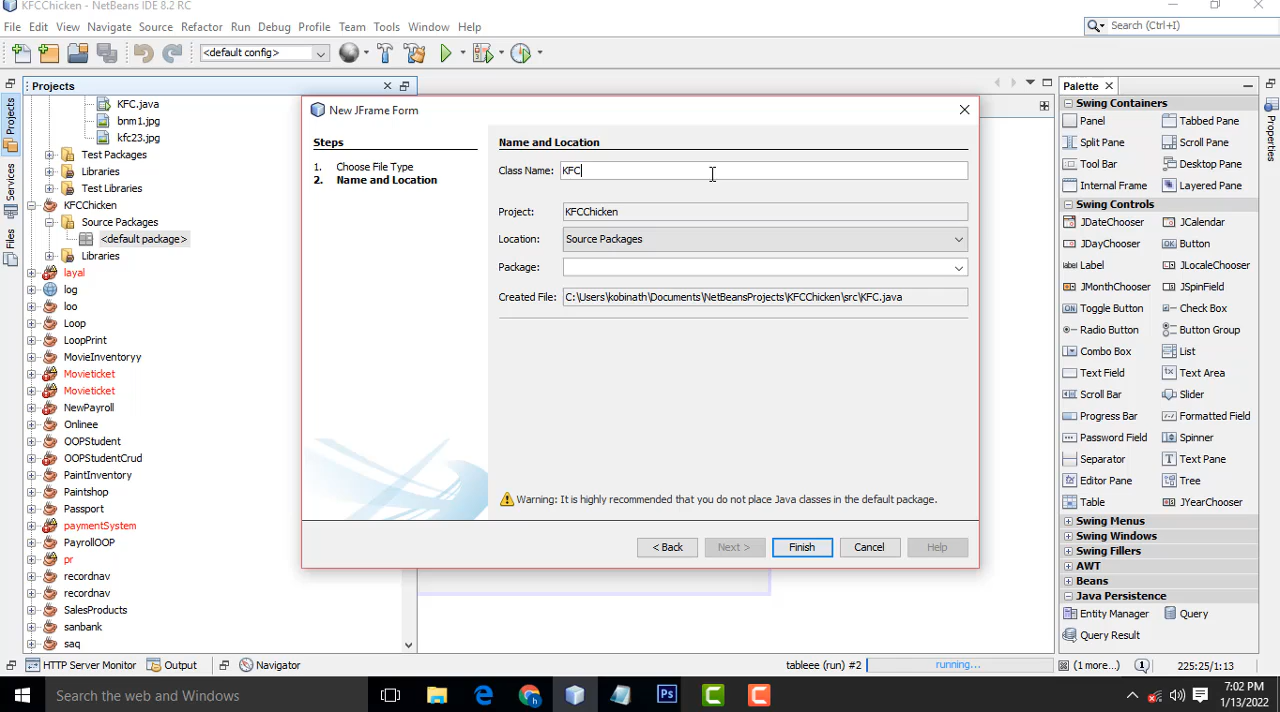 KFCChicken - NetBeans IDE 8.2 RC
File Edit View Navigate Source Refactor Run Debug Profile Team Tools Window Help
Search (Ctrl+I)
<default config>
Projects
KFC.java
bnm1.jpg
kfc23.jpg
Test Packages
Libraries
Test Libraries
KFCChicken
Source Packages
<default package>
Libraries
layal
log
loo
Loop
LoopPrint
MovieInventoryy
Movieticket
Movieticket
NewPayroll
Onlinee
OOPStudent
OOPStudentCrud
PaintInventory
Paintshop
Passport
paymentSystem
PayrollOOP
pr
recordnav
recordnav
SalesProducts
sanbank
saq
Projects
Services
Files
New JFrame Form
Steps
1. Choose File Type
2. Name and Location
Name and Location
Class Name: KFC
Project: KFCChicken
Location: Source Packages
Package:
Created File: C:\Users\kobinath\Documents\NetBeansProjects\KFCChicken\src\KFC.java
Warning: It is highly recommended that you do not place Java classes in the default package.
< Back Next > Finish Cancel Help
Palette
Swing Containers
Panel Tabbed Pane
Split Pane Scroll Pane
Tool Bar Desktop Pane
Internal Frame Layered Pane
Swing Controls
JDateChooser JCalendar
JDayChooser Button
label Label JLocaleChooser
JMonthChooser JSpinField
Toggle Button Check Box
Radio Button Button Group
Combo Box List
Text Field Text Area
Scroll Bar Slider
Progress Bar Formatted Field
Password Field Spinner
Separator Text Pane
Editor Pane Tree
Table JYearChooser
Swing Menus
Swing Windows
Swing Fillers
AWT
Beans
Java Persistence
Entity Manager Query
Query Result
Properties
HTTP Server Monitor Output Navigator
tableee (run) #2 running... (1 more...) 1 225:25/1:13
Search the web and Windows
Ps
C
C
7:02 PM
1/13/2022